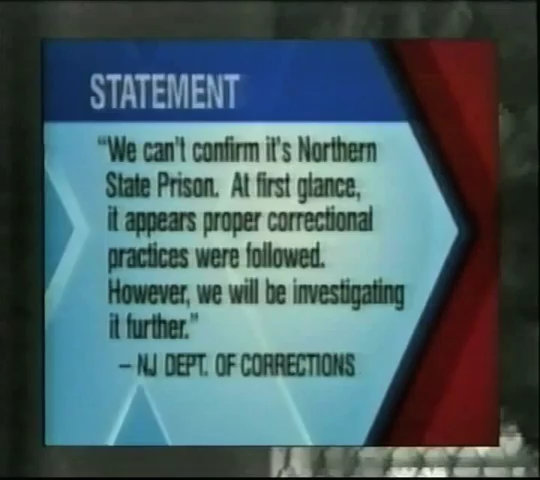 STATEMENT
"We can't confirm it's Northern
State Prison. At first glance,
it appears proper correctional
practices were followed.
However, we will be investigating
it further."
– NJ DEPT. OF CORRECTIONS